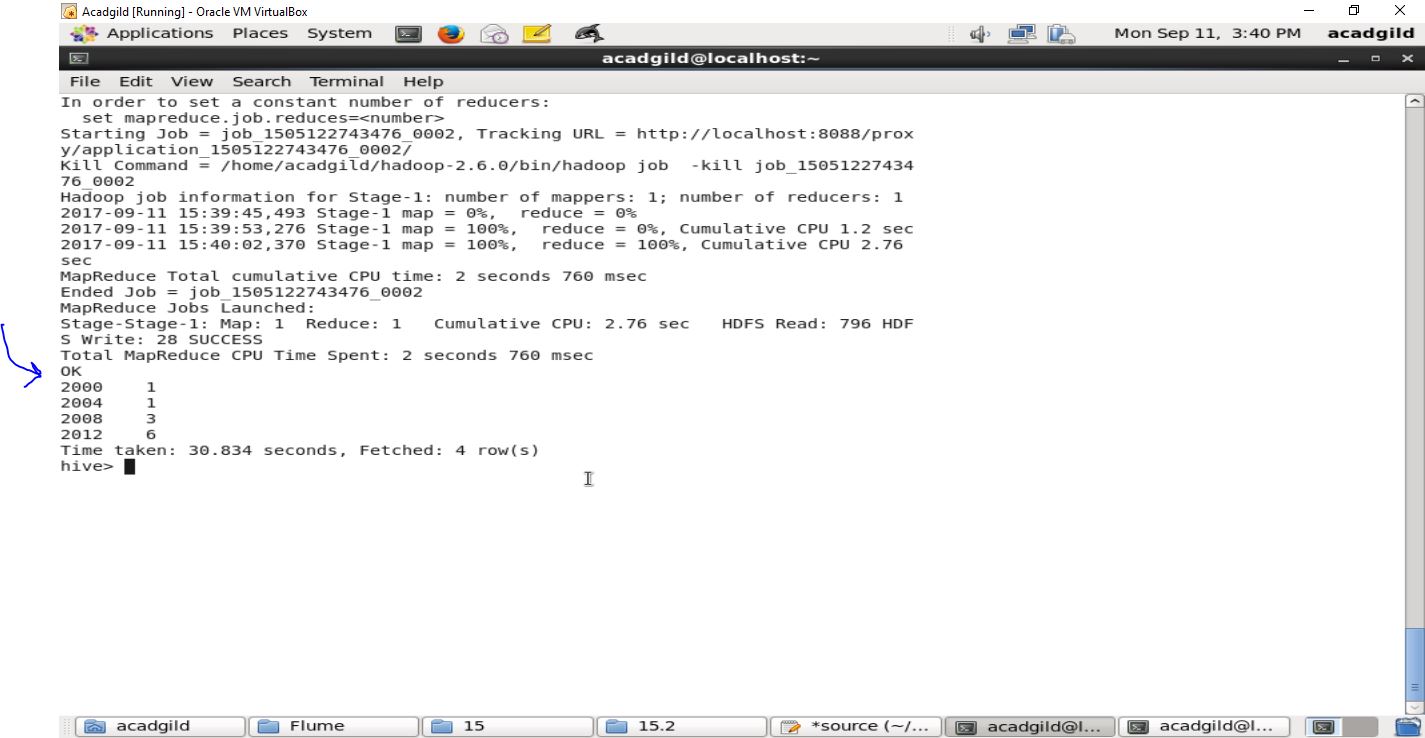 Acadgild [Running] - Oracle VM VirtualBox
Applications Places System Mon Sep 11, 3:40 PM acadgild
acadgild@localhost:~
File Edit View Search Terminal Help
In order to set a constant number of reducers:
set mapreduce.job.reduces=<number>
Starting Job = job_1505122743476_0002, Tracking URL = http://localhost:8088/prox
y/application_1505122743476_0002/
Kill Command = /home/acadgild/hadoop-2.6.0/bin/hadoop job  -kill job_15051227434
76_0002
Hadoop job information for Stage-1: number of mappers: 1; number of reducers: 1
2017-09-11 15:39:45,493 Stage-1 map = 0%,  reduce = 0%
2017-09-11 15:39:53,276 Stage-1 map = 100%,  reduce = 0%, Cumulative CPU 1.2 sec
2017-09-11 15:40:02,370 Stage-1 map = 100%,  reduce = 100%, Cumulative CPU 2.76
sec
MapReduce Total cumulative CPU time: 2 seconds 760 msec
Ended Job = job_1505122743476_0002
MapReduce Jobs Launched:
Stage-Stage-1: Map: 1  Reduce: 1   Cumulative CPU: 2.76 sec   HDFS Read: 796 HDF
S Write: 28 SUCCESS
Total MapReduce CPU Time Spent: 2 seconds 760 msec
OK
2000    1
2004    1
2008    3
2012    6
Time taken: 30.834 seconds, Fetched: 4 row(s)
hive>
acadgild Flume 15 15.2 *source (~/... acadgild@l... acadgild@l...